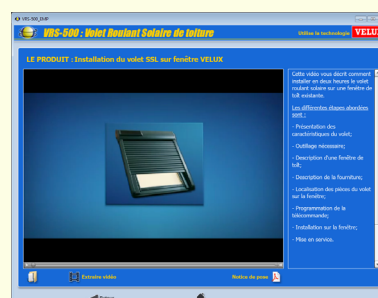 VRS-500_EMP
VRS-500 : Volet Roulant Solaire de toiture
Utilise la technologie
VELUX
LE PRODUIT : Installation du volet SSL sur fenêtre VELUX
Cette vidéo vous décrit comment
installer en deux heures le volet
roulant solaire sur une fenêtre de
toit existante.
Les différentes étapes abordées
sont :
- Présentation des
caractéristiques du volet;
- Outillage nécessaire;
- Description d'une fenêtre de
toit;
- Description de la fourniture;
- Localisation des pièces du volet
sur la fenêtre;
- Programmation de la
télécommande;
- Installation sur la fenêtre;
- Mise en service.
Extraire vidéo
Notice de pose